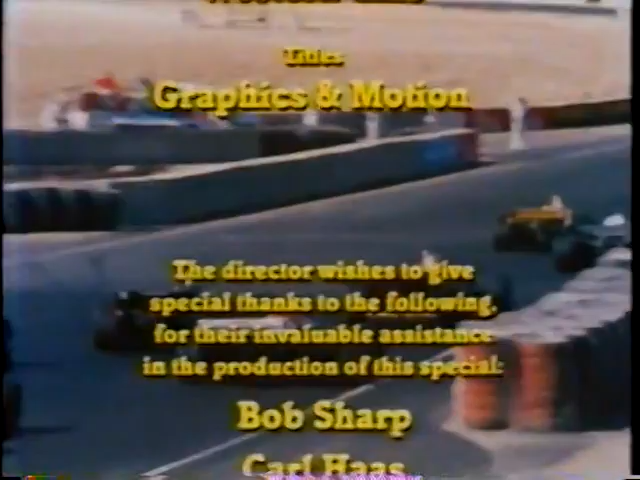 Titles
Graphics & Motion
The director wishes to give
special thanks to the following,
for their invaluable assistance
in the production of this special:
Bob Sharp
Carl Haas